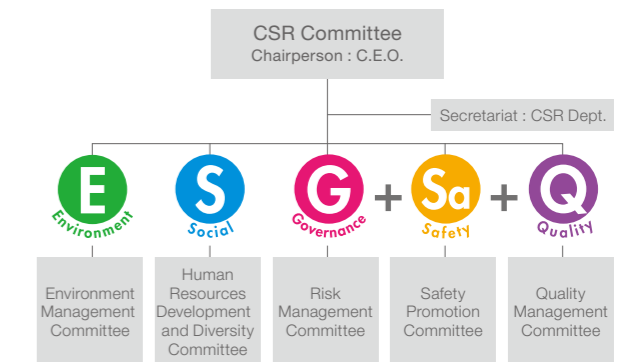 CSR Committee
Chairperson : C.E.O.
Secretariat : CSR Dept.
E
Environment
S
Social
G
Governance
+
Sa
Safety
+
Q
Quality
Environment
Management
Committee
Human
Resources
Development
and Diversity
Committee
Risk
Management
Committee
Safety
Promotion
Committee
Quality
Management
Committee